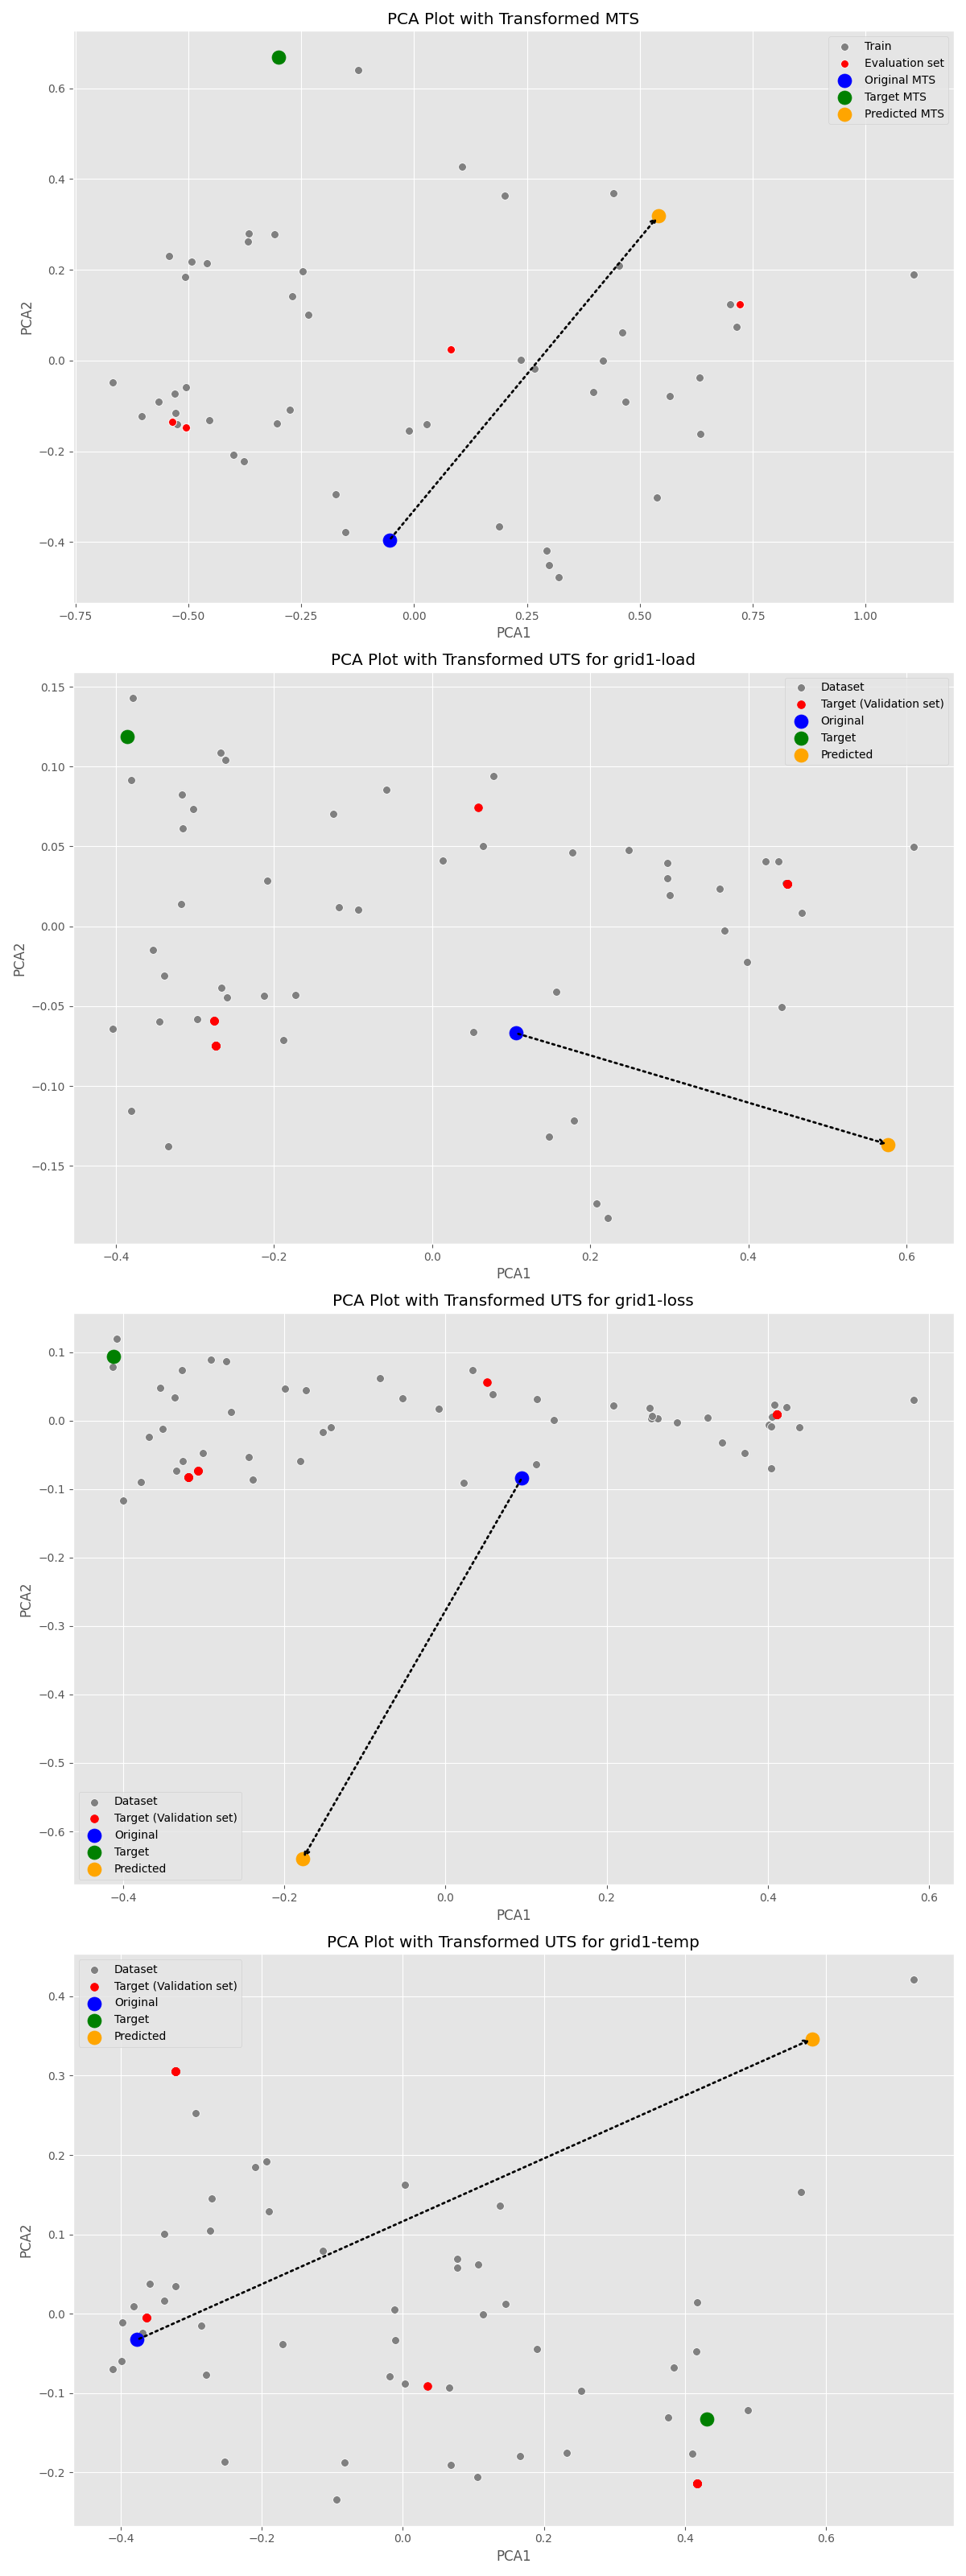 PCA Plot with Transformed MTS
Train
Evaluation set
Original MTS
Target MTS
Predicted MTS
0.6
0.4
0.2
0.0
−0.2
−0.4
PCA2
−0.75
−0.50
−0.25
0.00
0.25
0.50
0.75
1.00
PCA1
PCA Plot with Transformed UTS for grid1-load
Dataset
Target (Validation set)
Original
Target
Predicted
0.15
0.10
0.05
0.00
−0.05
−0.10
−0.15
PCA2
−0.4
−0.2
0.0
0.2
0.4
0.6
PCA1
PCA Plot with Transformed UTS for grid1-loss
0.1
0.0
−0.1
−0.2
−0.3
−0.4
−0.5
−0.6
PCA2
Dataset
Target (Validation set)
Original
Target
Predicted
−0.4
−0.2
0.0
0.2
0.4
0.6
PCA1
PCA Plot with Transformed UTS for grid1-temp
Dataset
Target (Validation set)
Original
Target
Predicted
0.4
0.3
0.2
0.1
0.0
−0.1
−0.2
PCA2
−0.4
−0.2
0.0
0.2
0.4
0.6
PCA1